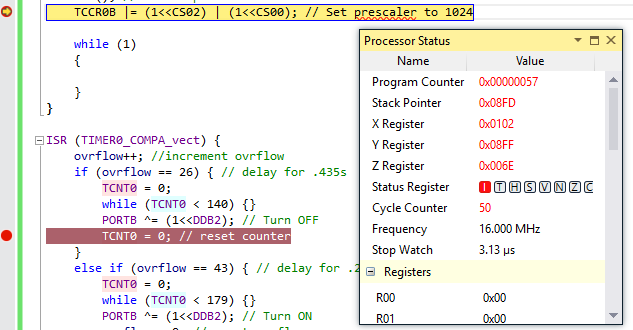 TCCR0B |= (1<<CS02) | (1<<CS00); // Set prescaler to 1024
while (1)
{
}
}
ISR (TIMER0_COMPA_vect) {
ovrflow++; //increment ovrflow
if (ovrflow == 26) { // delay for .435s
TCNT0 = 0;
while (TCNT0 < 140) {}
PORTB ^= (1<<DDB2); // Turn OFF
TCNT0 = 0; // reset counter
}
else if (ovrflow == 43) { // delay for .2
TCNT0 = 0;
while (TCNT0 < 179) {}
PORTB ^= (1<<DDB2); // Turn ON
Processor Status
Name Value
Program Counter 0x00000057
Stack Pointer 0x08FD
X Register 0x0102
Y Register 0x08FF
Z Register 0x006E
Status Register I T H S V N Z C
Cycle Counter 50
Frequency 16.000 MHz
Stop Watch 3.13 µs
Registers
R00 0x00
R01 0x00